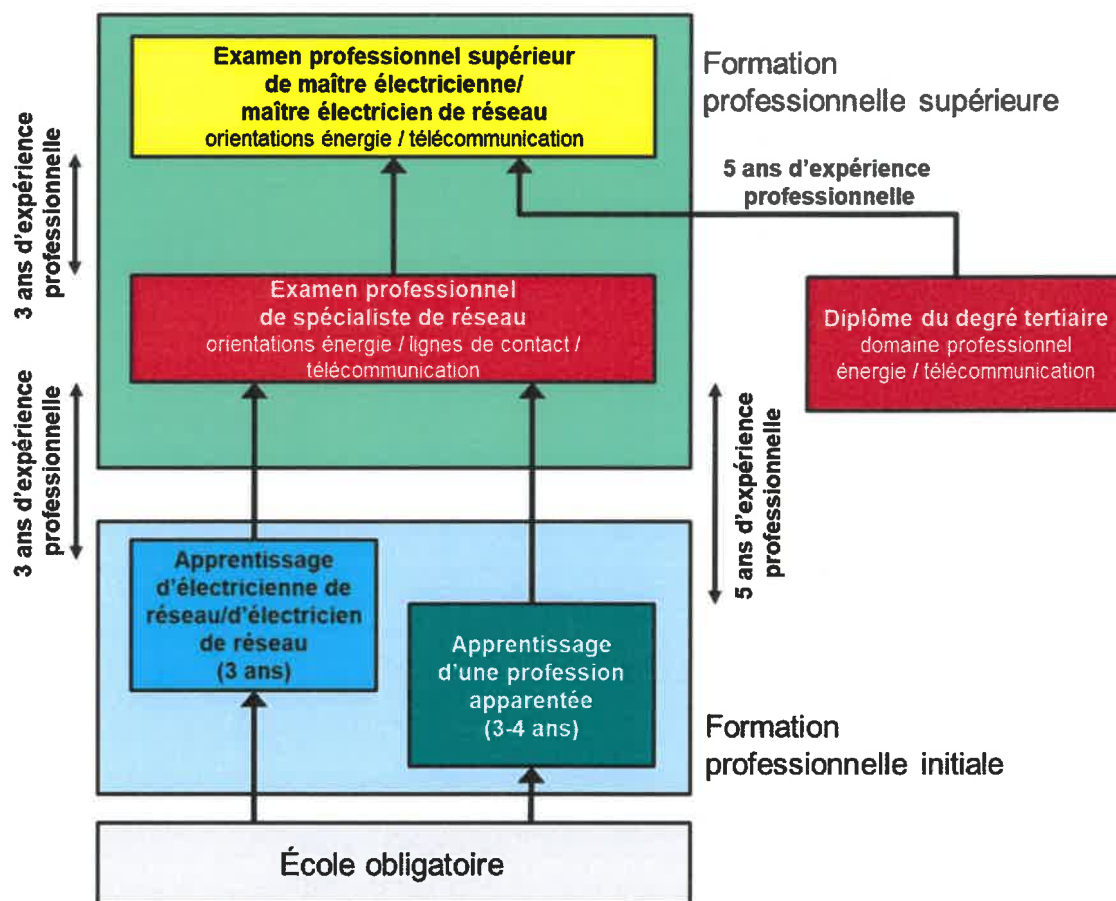 Examen professionnel supérieur
de maître électricienne/
maître électricien de réseau
orientations énergie / télécommunication
Formation
professionnelle supérieure
3 ans d'expérience
professionnelle
5 ans d'expérience
professionnelle
Examen professionnel
de spécialiste de réseau
orientations énergie / lignes de contact /
télécommunication
Diplôme du degré tertiaire
domaine professionnel
énergie / télécommunication
3 ans d'expérience
professionnelle
5 ans d'expérience
professionnelle
Apprentissage
d'électricienne de
réseau/d'électricien
de réseau
(3 ans)
Apprentissage
d'une profession
apparentée
(3-4 ans)
Formation
professionnelle initiale
École obligatoire